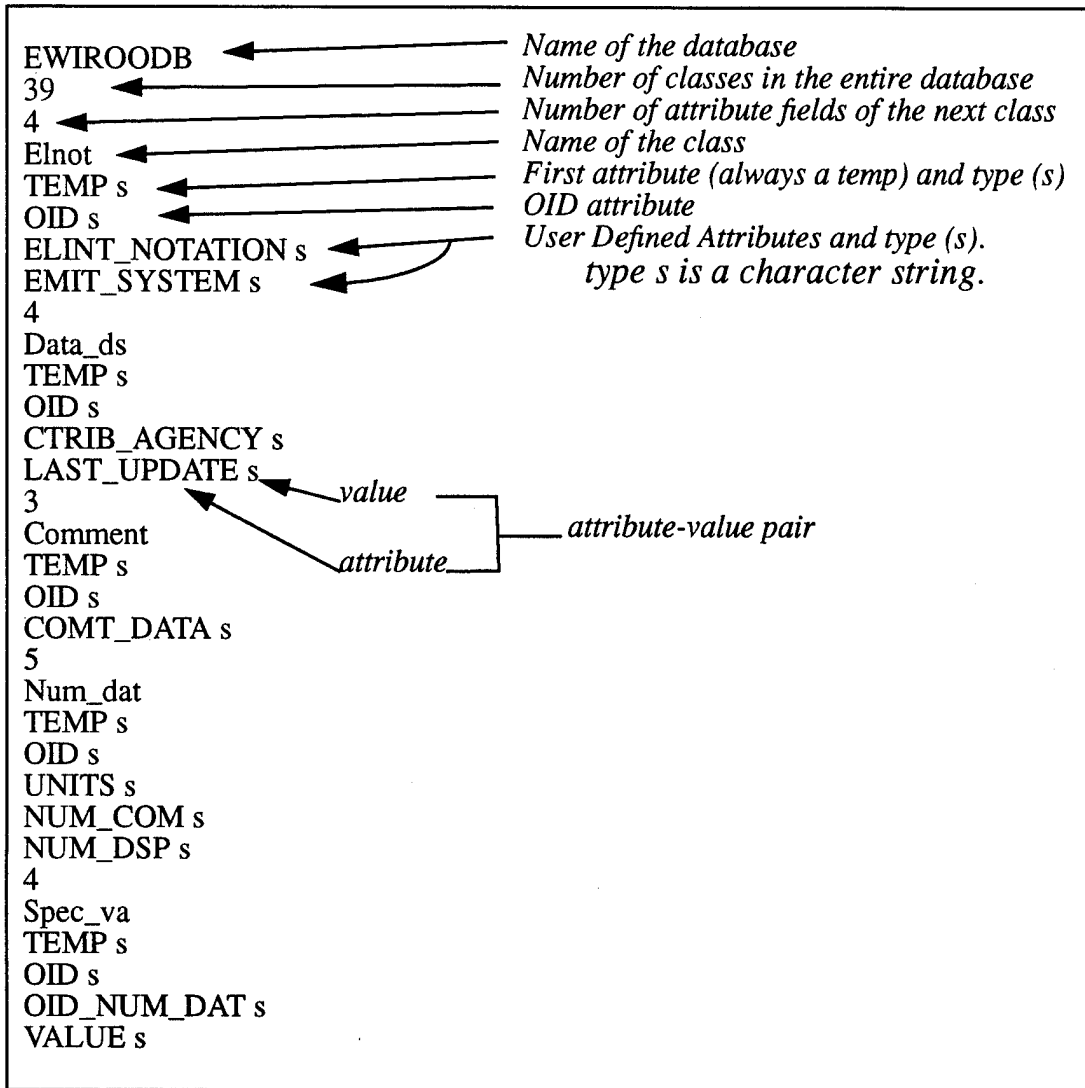 EWIROODB Name of the database
39 Number of classes in the entire database
4 Number of attribute fields of the next class
Elnot Name of the class
TEMP s First attribute (always a temp) and type (s)
OID s OID attribute
ELINT_NOTATION s User Defined Attributes and type (s).
EMIT_SYSTEM s type s is a character string.
4
Data_ds
TEMP s
OID s
CTRIB_AGENCY s
LAST_UPDATE s
value
3
Comment
attribute-value pair
TEMP s
attribute
OID s
COMT_DATA s
5
Num_dat
TEMP s
OID s
UNITS s
NUM_COM s
NUM_DSP s
4
Spec_va
TEMP s
OID s
OID_NUM_DAT s
VALUE s